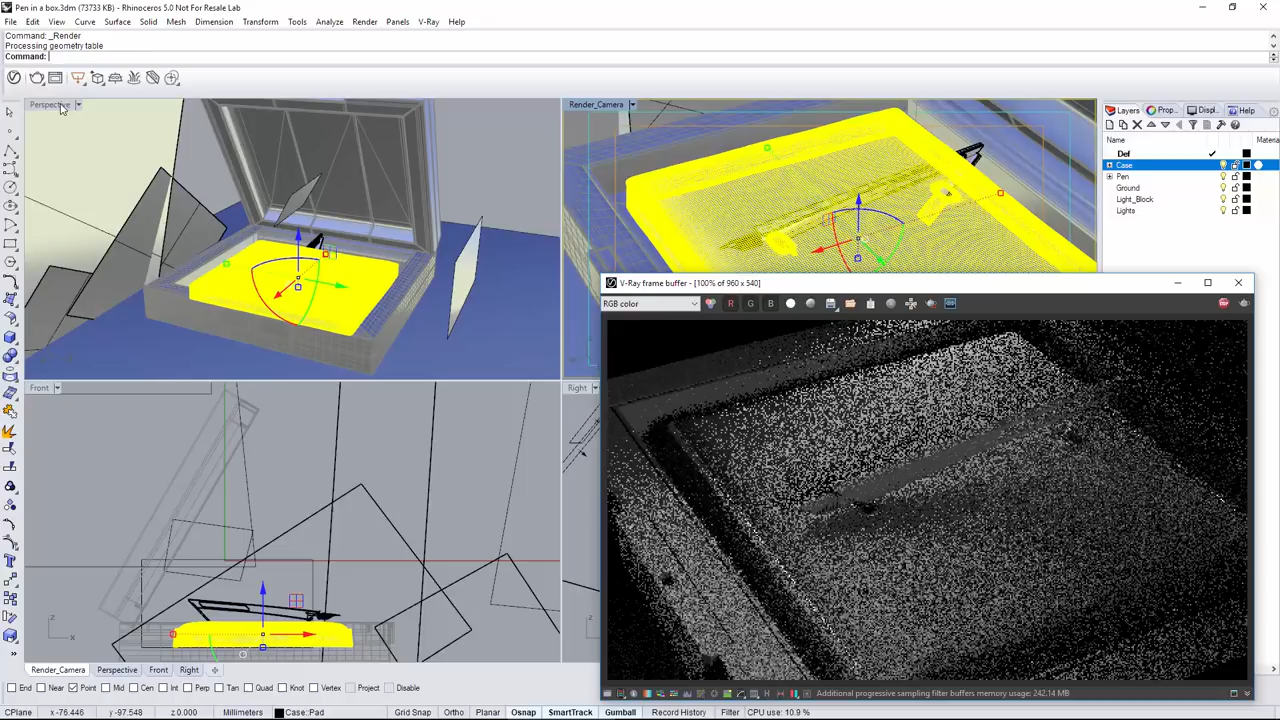 Pen in a box.3dm (73733 KB) - Rhinoceros 5.0 Not For Resale Lab
File Edit View Curve Surface Solid Mesh Dimension Transform Tools Analyze Render Panels V-Ray Help
Command: _Render
Processing geometry table
Command:
Perspective
Render_Camera
Layers Prop... Displ... Help
Name Materia
Def
Case
Pen
Ground
Light_Block
Lights
V-Ray frame buffer - [100% of 960 x 540]
RGB color
R G B
STOP
Front
Right
z
x
z
Additional progressive sampling filter buffers memory usage: 242.14 MB
Render_Camera Perspective Front Right
End Near Point Mid Cen Int Perp Tan Quad Knot Vertex Project Disable
CPlane x -76.446 y -97.548 z 0.000 Millimeters Case::Pad Grid Snap Ortho Planar Osnap SmartTrack Gumball Record History Filter CPU use: 10.9 %